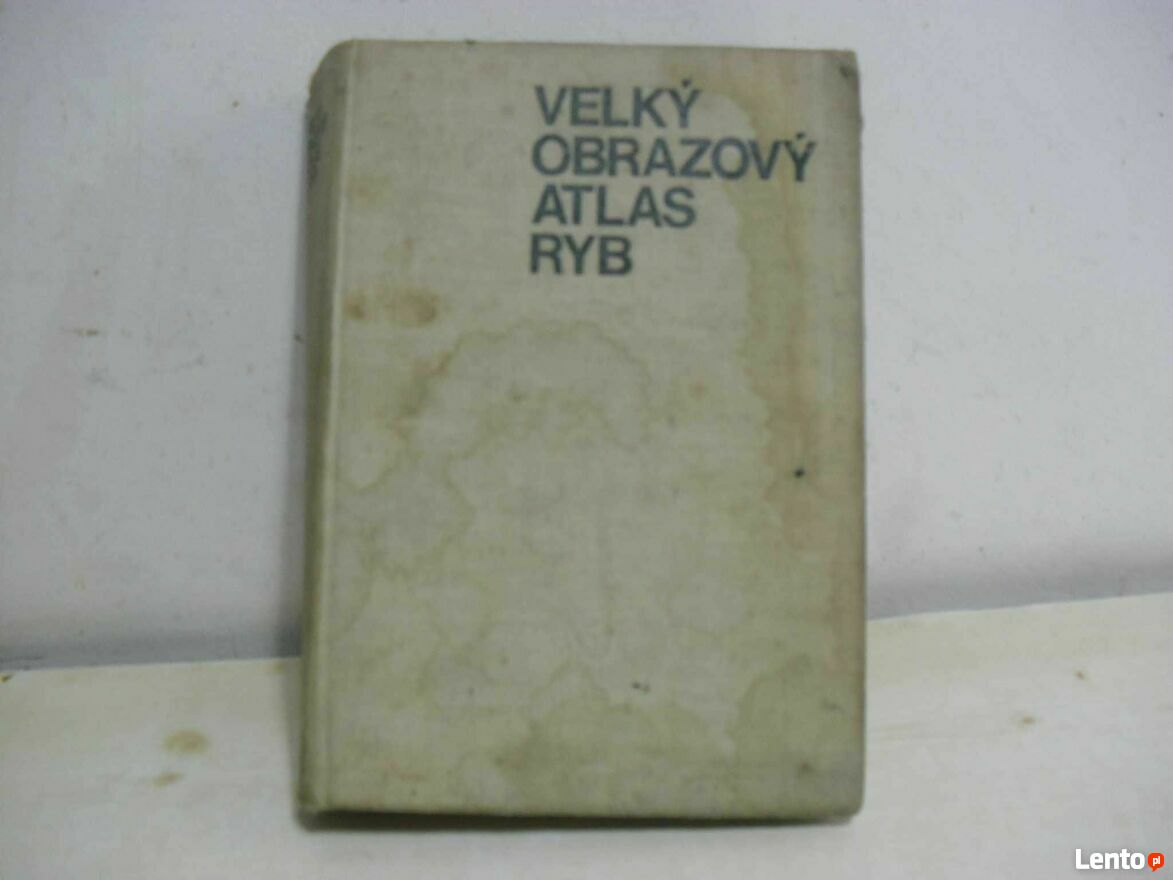 VELKÝ
OBRAZOVÝ
ATLAS
RYB
Lento.pl